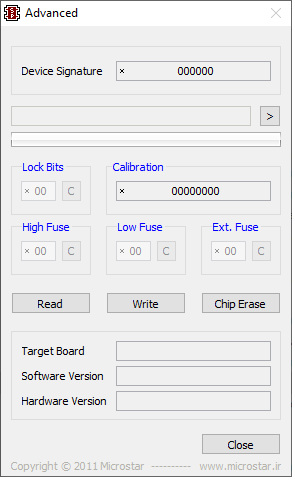 Advanced
Device Signature × 000000
>
Lock Bits Calibration
× 00 C × 00000000
High Fuse Low Fuse Ext. Fuse
× 00 C × 00 C × 00 C
Read Write Chip Erase
Target Board
Software Version
Hardware Version
Close
Copyright © 2011 Microstar ---------- www.microstar.ir